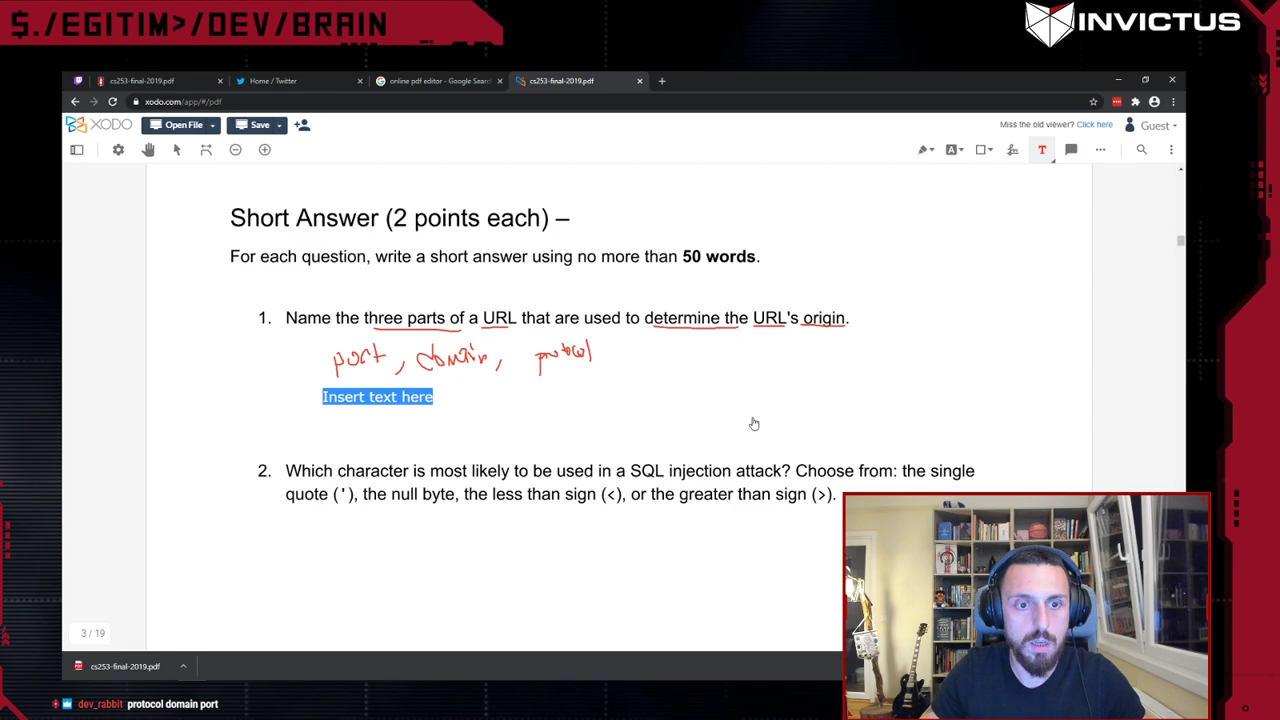 $./EGITIM>/DEV/BRAIN
INVICTUS
cs253-final-2019.pdf
Home / Twitter
online pdf editor - Google Searc
cs253-final-2019.pdf
xodo.com/app/#/pdf
XODO
Open File
Save
Miss the old viewer? Click here
Guest
Short Answer (2 points each) –
For each question, write a short answer using no more than 50 words.
1. Name the three parts of a URL that are used to determine the URL's origin.
port, domain, protocol
Insert text here
2. Which character is most likely to be used in a SQL injection attack? Choose from: the single
quote ('), the null byte, the less than sign (<), or the greater than sign (>).
3 / 19
cs253-final-2019.pdf
dev_rabbit protocol domain port